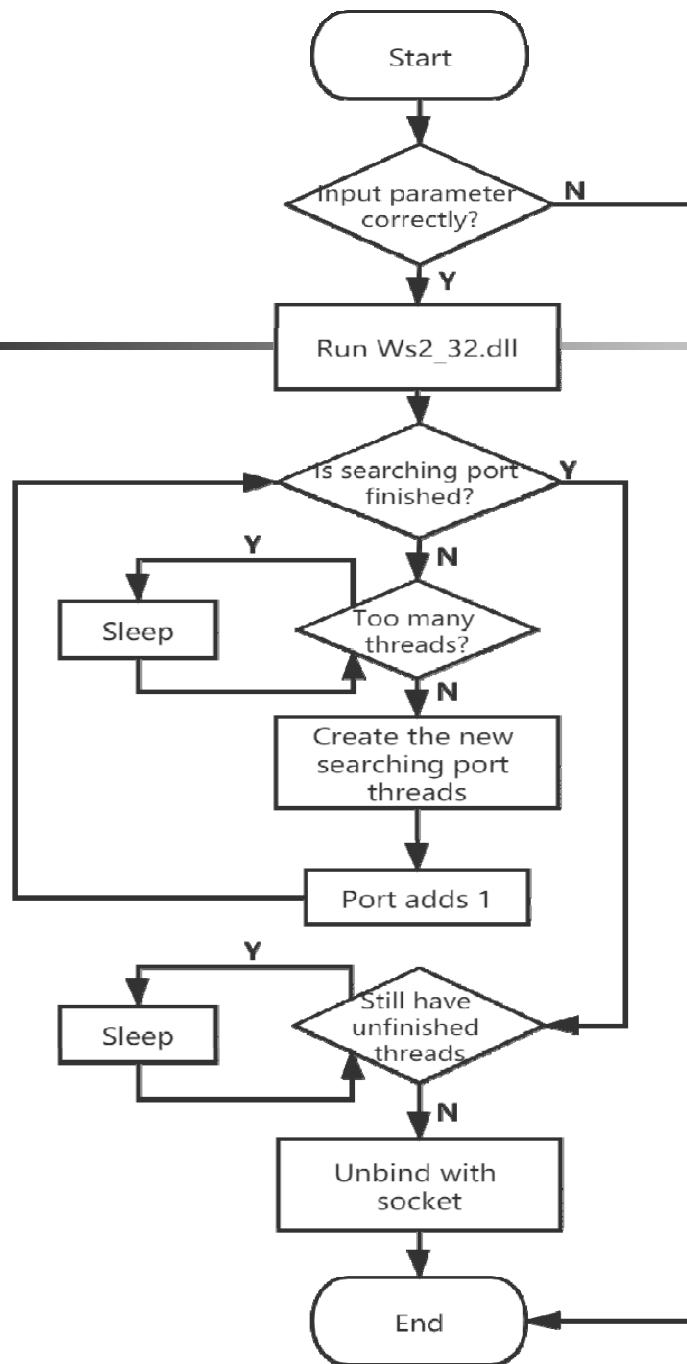 Start
Input parameter
correctly?
N
Y
Run Ws2_32.dll
Is searching port
finished?
Y
N
Y
Sleep
Too many
threads?
N
Create the new
searching port
threads
Port adds 1
Y
Sleep
Still have
unfinished
threads
N
Unbind with
socket
End